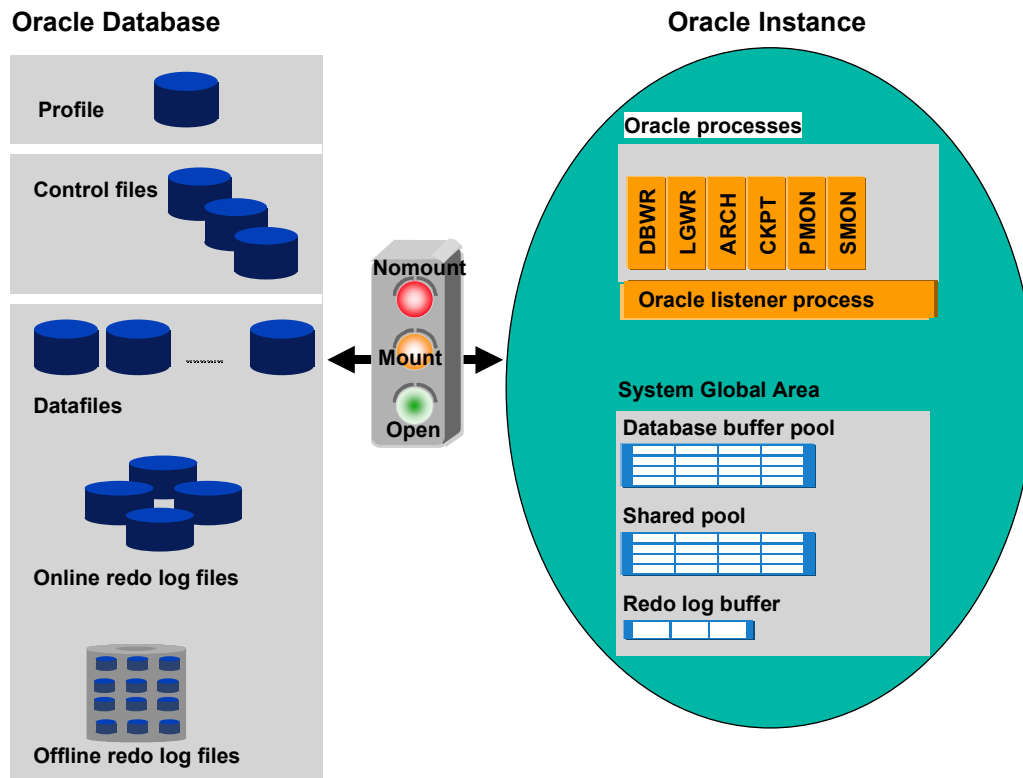 Oracle Database
Profile
Control files
Datafiles
Online redo log files
Offline redo log files
Nomount
Mount
Open
Oracle Instance
Oracle processes
DBWR
LGWR
ARCH
CKPT
PMON
SMON
Oracle listener process
System Global Area
Database buffer pool
Shared pool
Redo log buffer